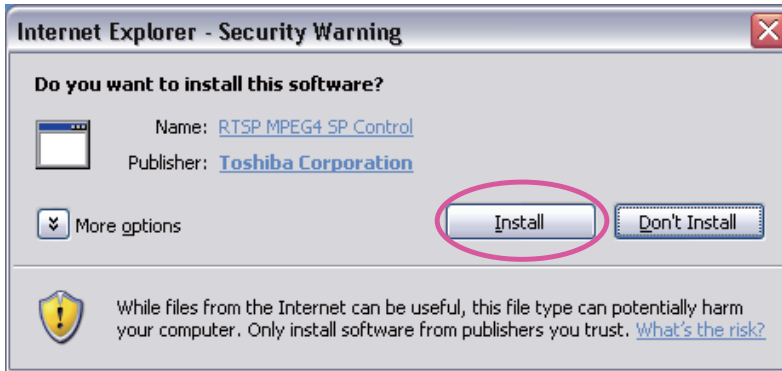 Internet Explorer - Security Warning
Do you want to install this software?
Name: RTSP MPEG4 SP Control
Publisher: Toshiba Corporation
More options Install Don't Install
While files from the Internet can be useful, this file type can potentially harm
your computer. Only install software from publishers you trust. What's the risk?